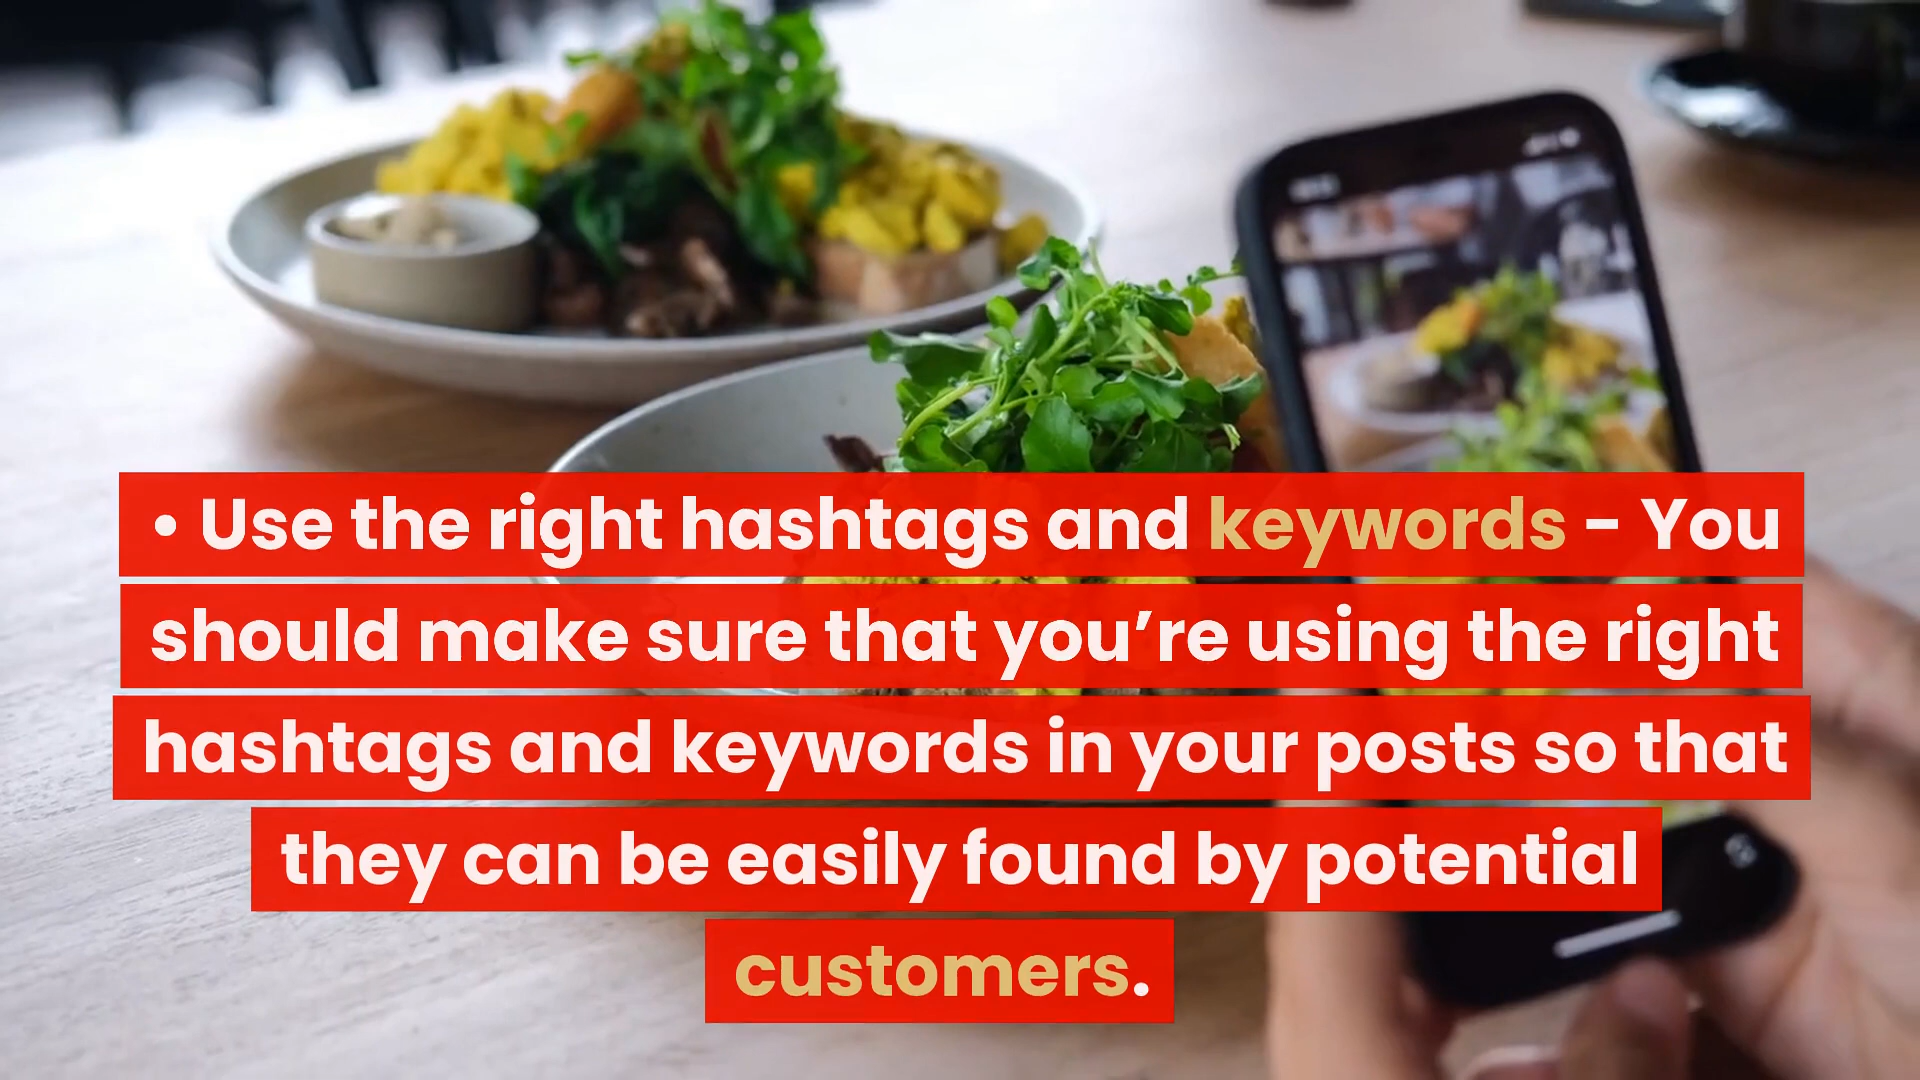 • Use the right hashtags and keywords - You
should make sure that you’re using the right
hashtags and keywords in your posts so that
they can be easily found by potential
customers.